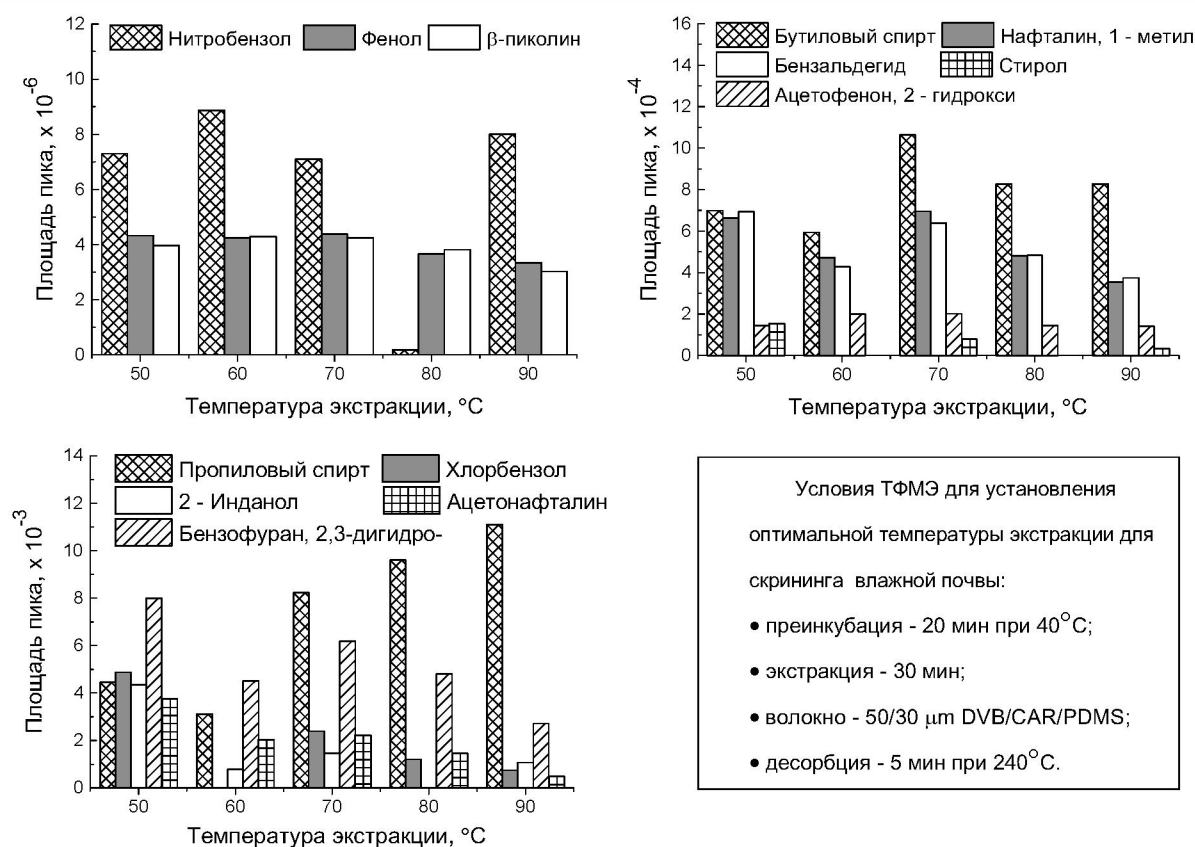 12
10
8
6
4
2
0
Площадь пика, х 10-6
Нитробензол Фенол β-пиколин
50 60 70 80 90
Температура экстракции, °С
16
14
12
10
8
6
4
2
0
Площадь пика, х 10-4
Бутиловый спирт Нафталин, 1 - метил
Бензальдегид Стирол
Ацетофенон, 2 - гидрокси
50 60 70 80 90
Температура экстракции, °С
14
12
10
8
6
4
2
0
Площадь пика, х 10-3
Пропиловый спирт Хлорбензол
2 - Инданол Ацетонафталин
Бензофуран, 2,3-дигидро-
50 60 70 80 90
Температура экстракции, °С
Условия ТФМЭ для установления
оптимальной температуры экстракции для
скрининга влажной почвы:
• преинкубация - 20 мин при 40°С;
• экстракция - 30 мин;
• волокно - 50/30 μm DVB/CAR/PDMS;
• десорбция - 5 мин при 240°С.